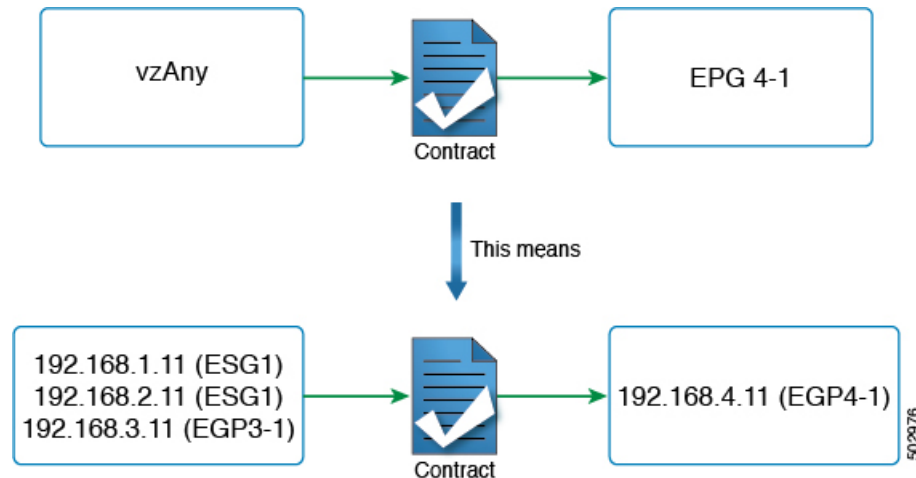 vzAny
Contract
EPG 4-1
This means
192.168.1.11 (ESG1)
192.168.2.11 (ESG1)
192.168.3.11 (EGP3-1)
Contract
192.168.4.11 (EGP4-1)
502976